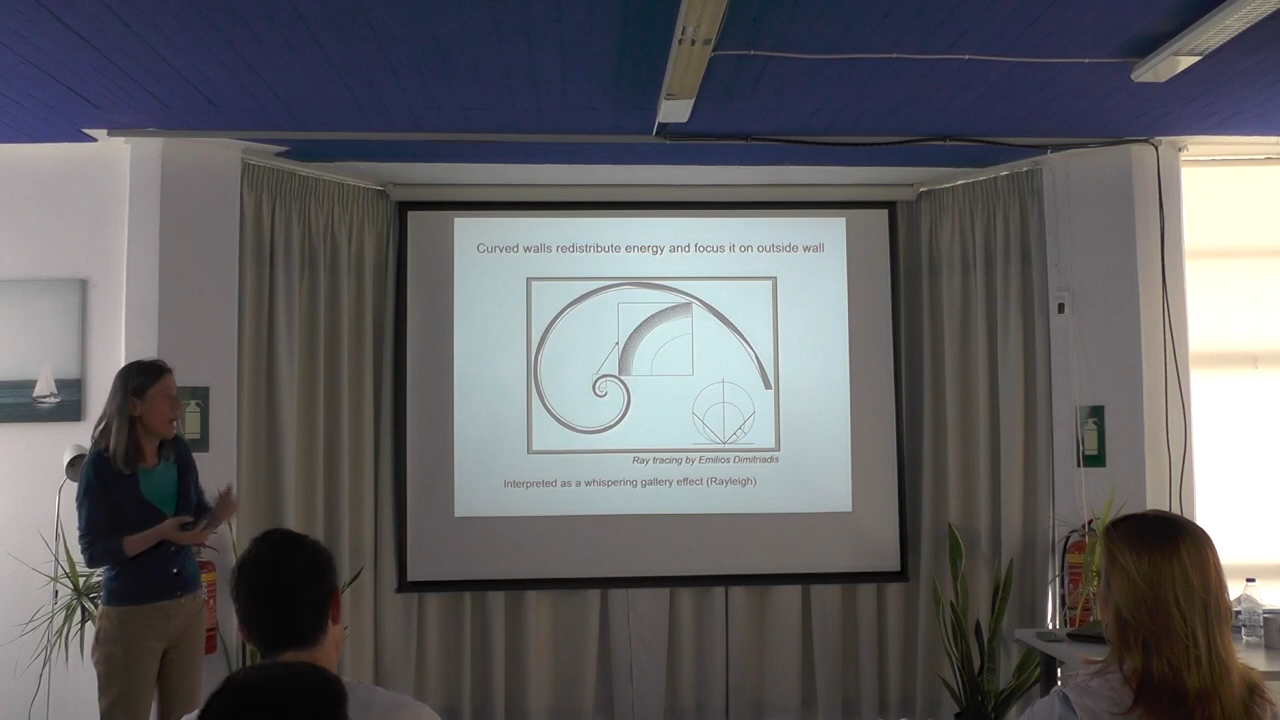 Curved walls redistribute energy and focus it on outside wall
Ray tracing by Emilios Dimitriadis
Interpreted as a whispering gallery effect (Rayleigh)